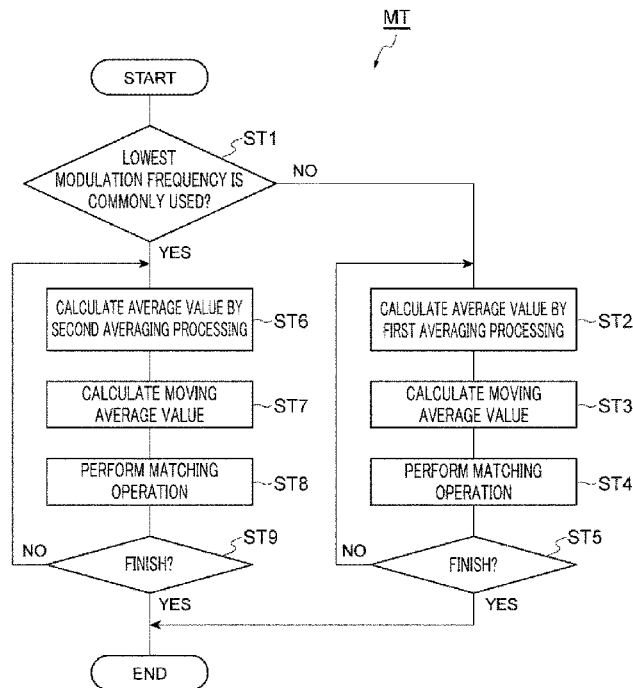 MT
START
ST1
LOWEST
MODULATION FREQUENCY IS
COMMONLY USED?
NO
YES
CALCULATE AVERAGE VALUE BY
SECOND AVERAGING PROCESSING
ST6
CALCULATE AVERAGE VALUE BY
FIRST AVERAGING PROCESSING
ST2
CALCULATE MOVING
AVERAGE VALUE
ST7
CALCULATE MOVING
AVERAGE VALUE
ST3
PERFORM MATCHING
OPERATION
ST8
PERFORM MATCHING
OPERATION
ST4
NO
FINISH?
ST9
YES
NO
FINISH?
ST5
YES
END